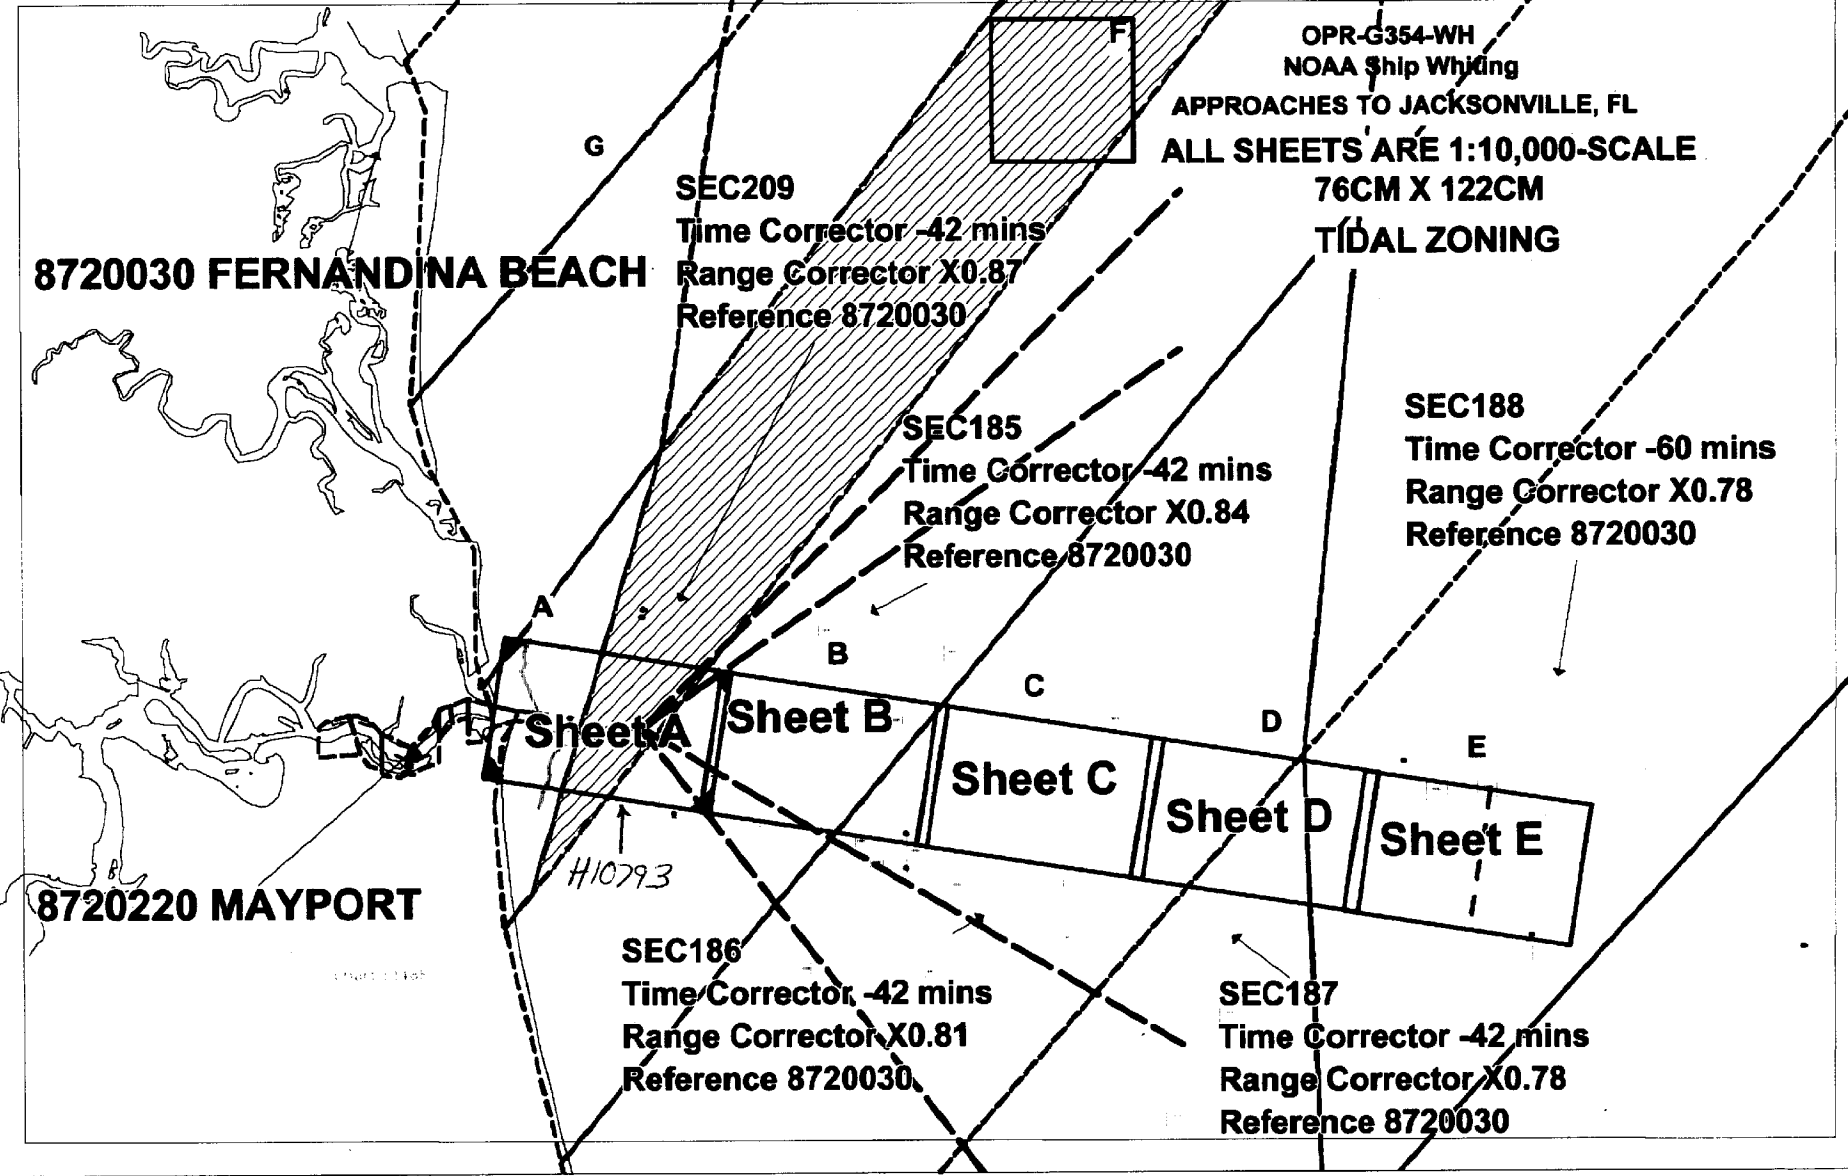 OPR-G354-WH
NOAA Ship Whiting
APPROACHES TO JACKSONVILLE, FL
ALL SHEETS ARE 1:10,000-SCALE
76CM X 122CM
TIDAL ZONING
F
G
SEC209
Time Corrector -42 mins
Range Corrector X0.87
Reference 8720030
8720030 FERNANDINA BEACH
SEC185
Time Corrector -42 mins
Range Corrector X0.84
Reference 8720030
SEC188
Time Corrector -60 mins
Range Corrector X0.78
Reference 8720030
A
B
C
D
E
Sheet A
Sheet B
Sheet C
Sheet D
Sheet E
H10793
8720220 MAYPORT
SEC186
Time Corrector -42 mins
Range Corrector X0.81
Reference 8720030
SEC187
Time Corrector -42 mins
Range Corrector X0.78
Reference 8720030